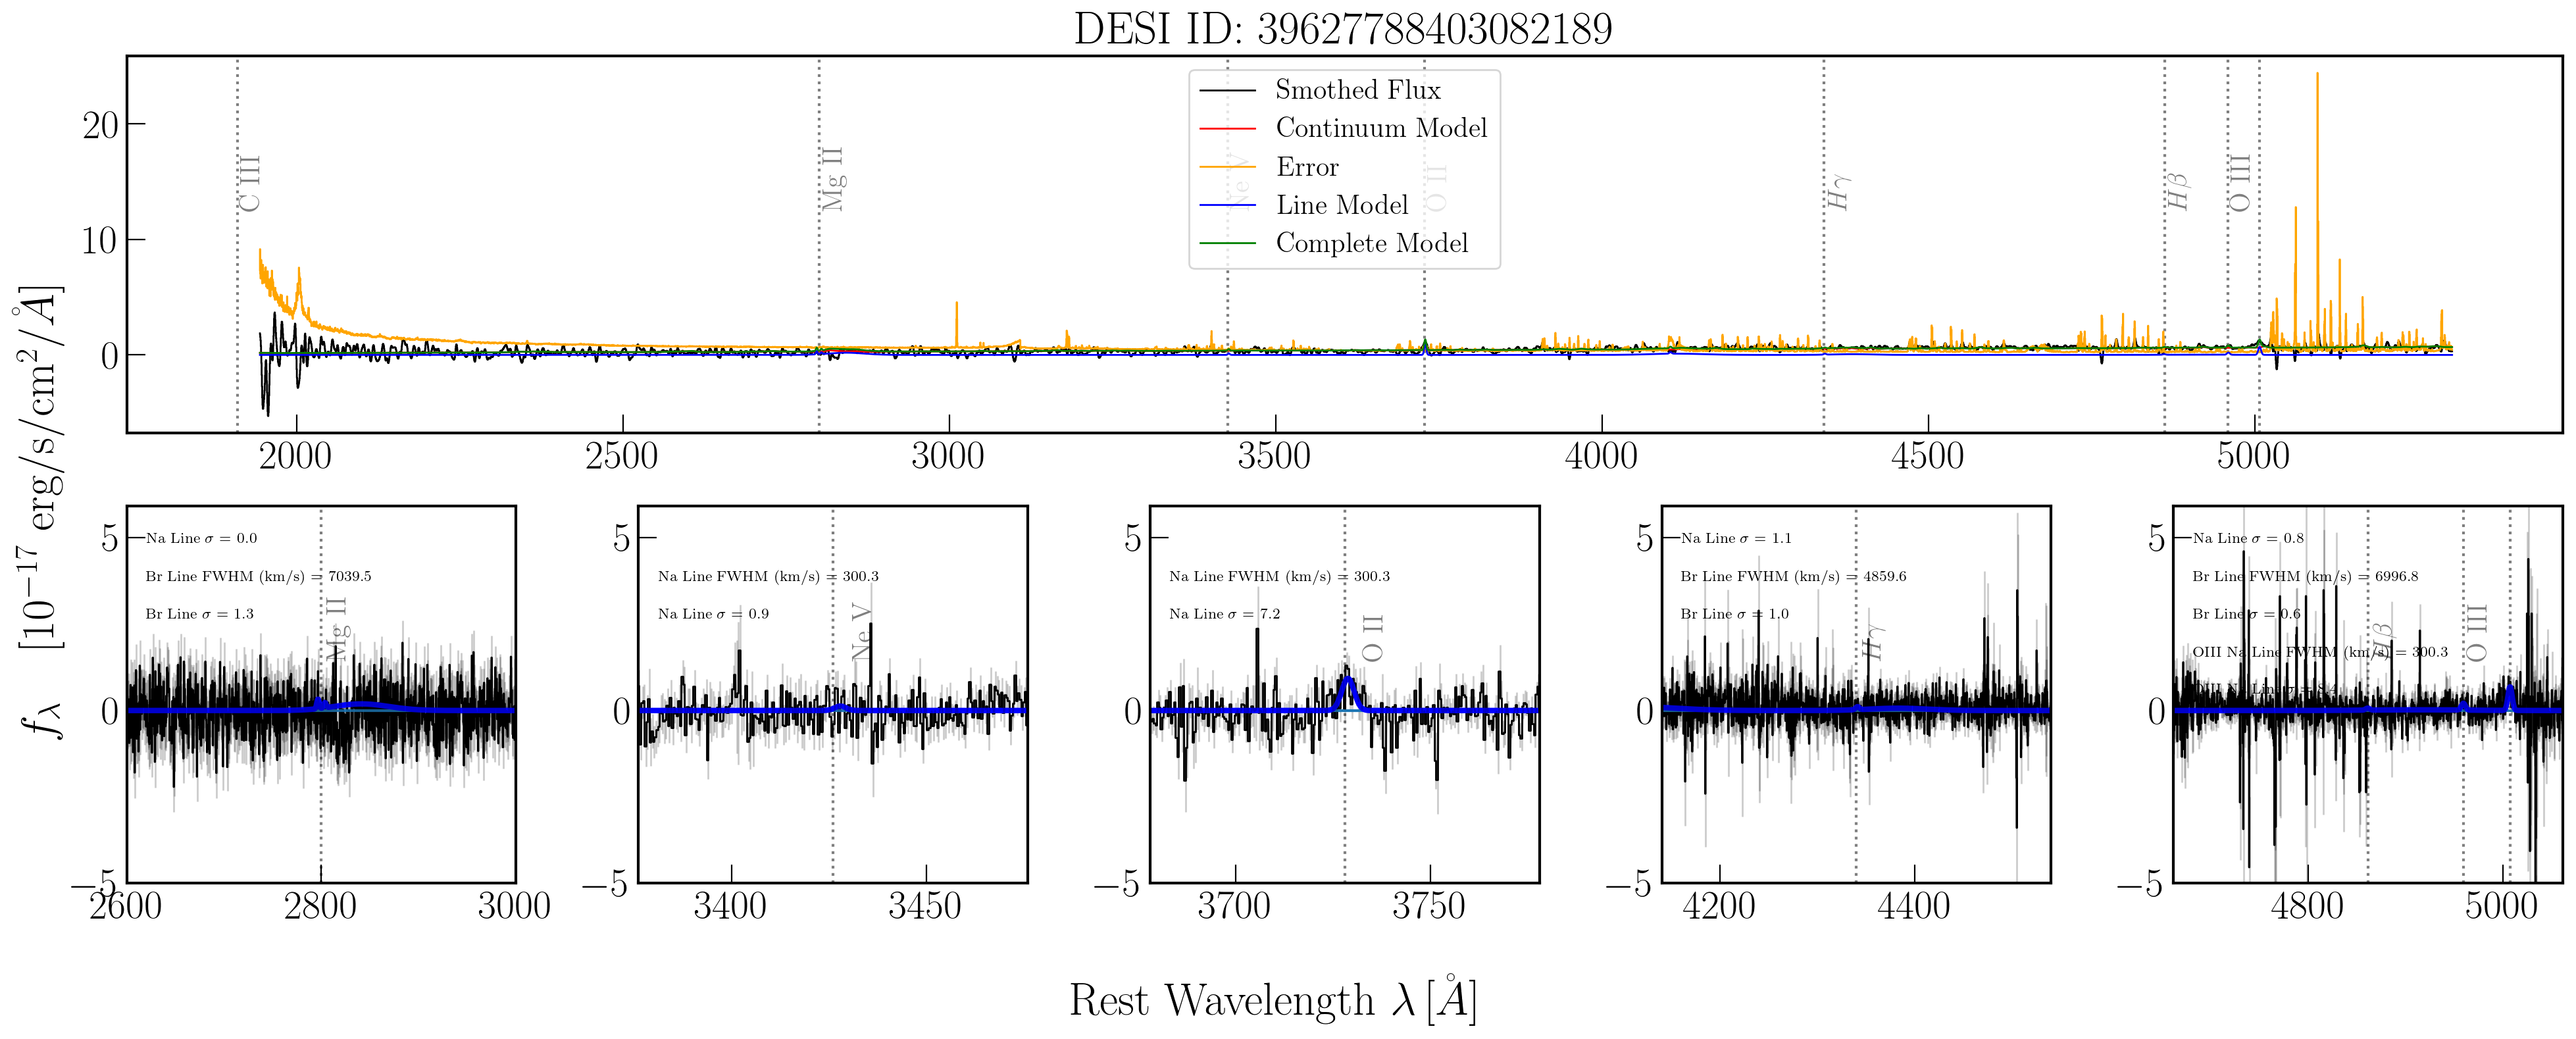 DESI ID: 39627788403082189
Smothed Flux
Continuum Model
Error
Line Model
Complete Model
C III
Mg II
Ne V
O II
Hγ
Hβ
O III
20
10
0
2000 2500 3000 3500 4000 4500 5000
f_λ [10^{-17} erg/s/cm^2/Å]
Na Line σ = 0.0
Br Line FWHM (km/s) = 7039.5
Br Line σ = 1.3
Mg II
5
0
−5
2600 2800 3000
Na Line FWHM (km/s) = 300.3
Na Line σ = 0.9
Ne V
5
0
−5
3400 3450
Na Line FWHM (km/s) = 300.3
Na Line σ = 7.2
O II
5
0
−5
3700 3750
Na Line σ = 1.1
Br Line FWHM (km/s) = 4859.6
Br Line σ = 1.0
Hγ
5
0
−5
4200 4400
Na Line σ = 0.8
Br Line FWHM (km/s) = 6996.8
Br Line σ = 0.6
OIII Na Line FWHM (km/s) = 300.3
Hβ
O III
5
0
−5
4800 5000
Rest Wavelength λ [Å]